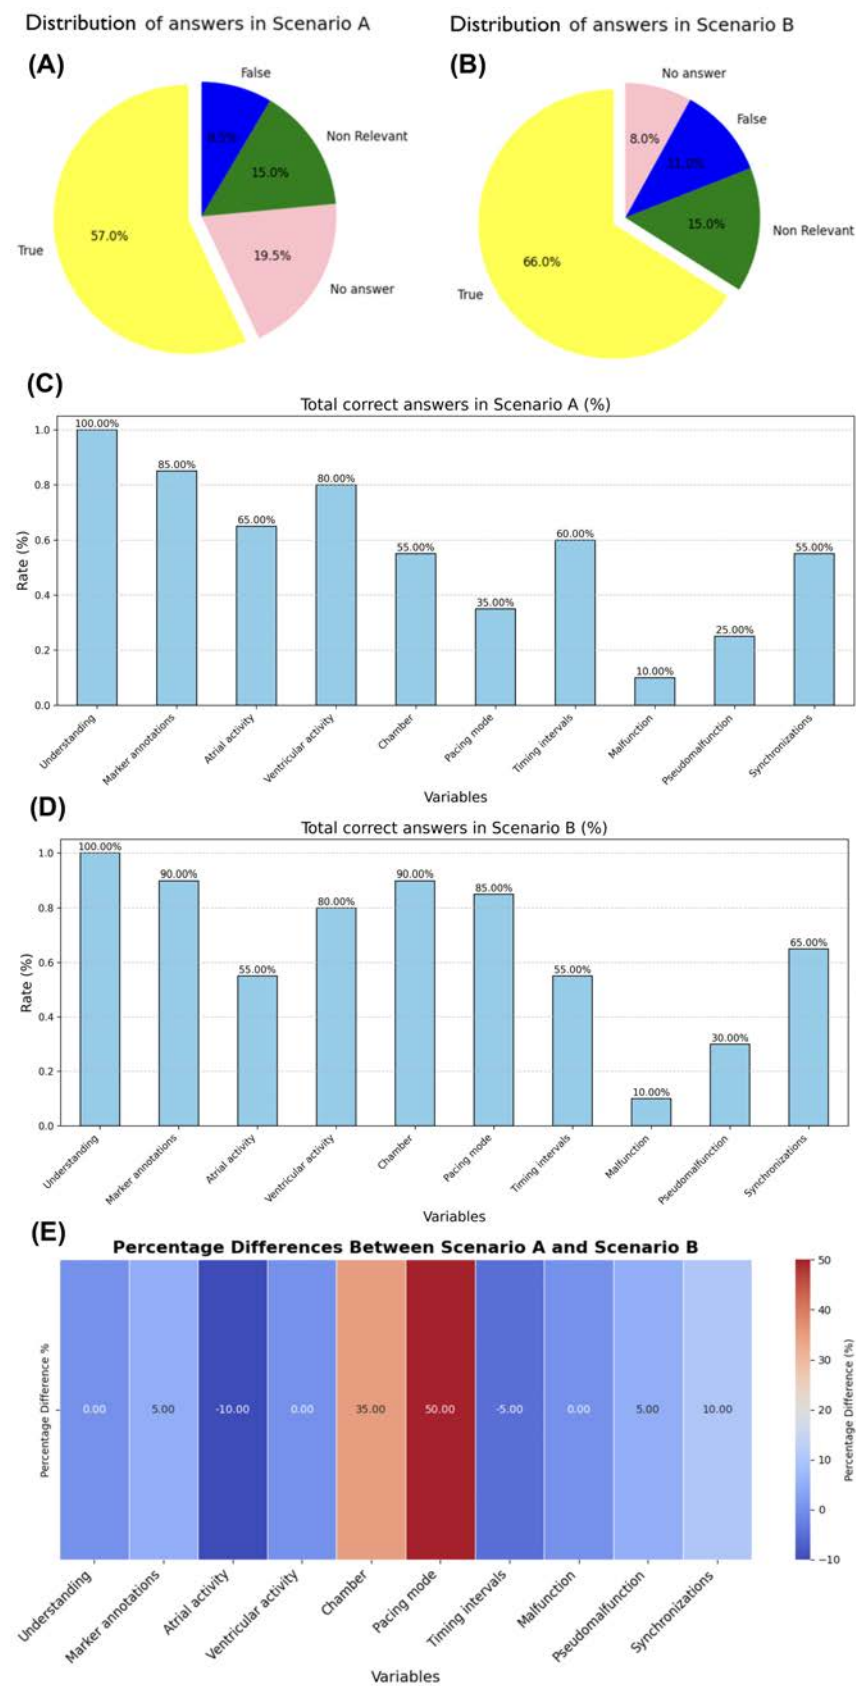 Distribution of answers in Scenario A
Distribution of answers in Scenario B
(A)
False
8.5%
Non Relevant
15.0%
57.0%
True
19.5%
No answer
(B)
No answer
8.0%
False
11.0%
15.0%
Non Relevant
66.0%
True
(C)
Total correct answers in Scenario A (%)
Rate (%)
1.0
0.8
0.6
0.4
0.2
0.0
100.00%
85.00%
65.00%
80.00%
55.00%
35.00%
60.00%
10.00%
25.00%
55.00%
Understanding
Marker annotations
Atrial activity
Ventricular activity
Chamber
Pacing mode
Timing intervals
Malfunction
Pseudomalfunction
Synchronizations
Variables
(D)
Total correct answers in Scenario B (%)
Rate (%)
1.0
0.8
0.6
0.4
0.2
0.0
100.00%
90.00%
55.00%
80.00%
90.00%
85.00%
55.00%
10.00%
30.00%
65.00%
Understanding
Marker annotations
Atrial activity
Ventricular activity
Chamber
Pacing mode
Timing intervals
Malfunction
Pseudomalfunction
Synchronizations
Variables
(E)
Percentage Differences Between Scenario A and Scenario B
Percentage Difference %
0.00
5.00
-10.00
0.00
35.00
50.00
-5.00
0.00
5.00
10.00
Understanding
Marker annotations
Atrial activity
Ventricular activity
Chamber
Pacing mode
Timing intervals
Malfunction
Pseudomalfunction
Synchronizations
Variables
50
40
30
20
10
0
−10
Percentage Difference (%)